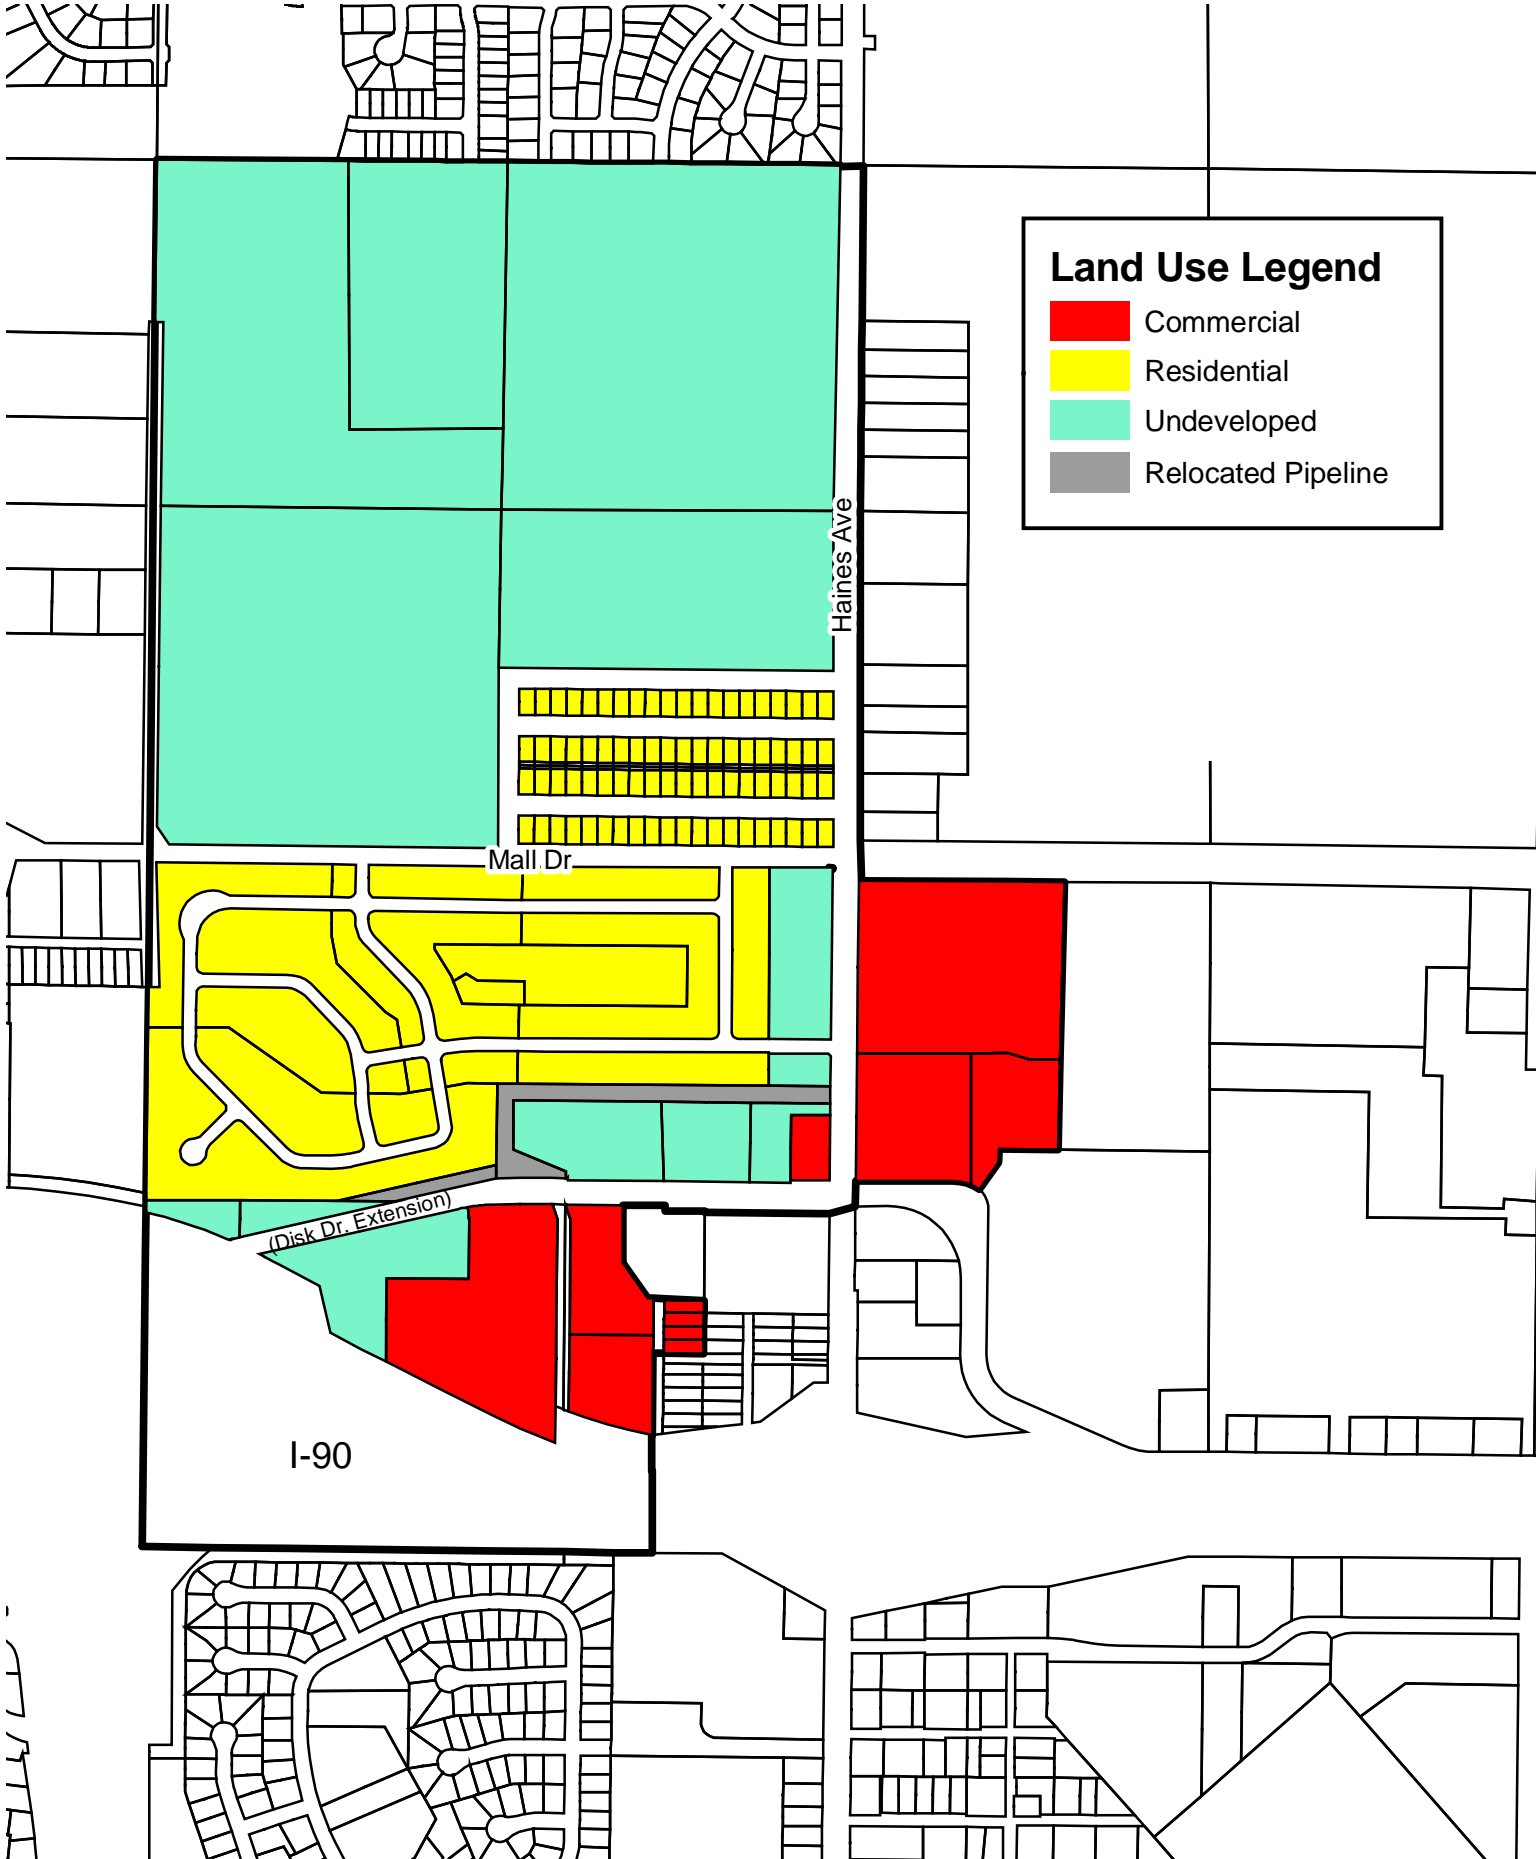 Land Use Legend
Commercial
Residential
Undeveloped
Relocated Pipeline
Haines Ave
Mall Dr
(Disk Dr. Extension)
I-90